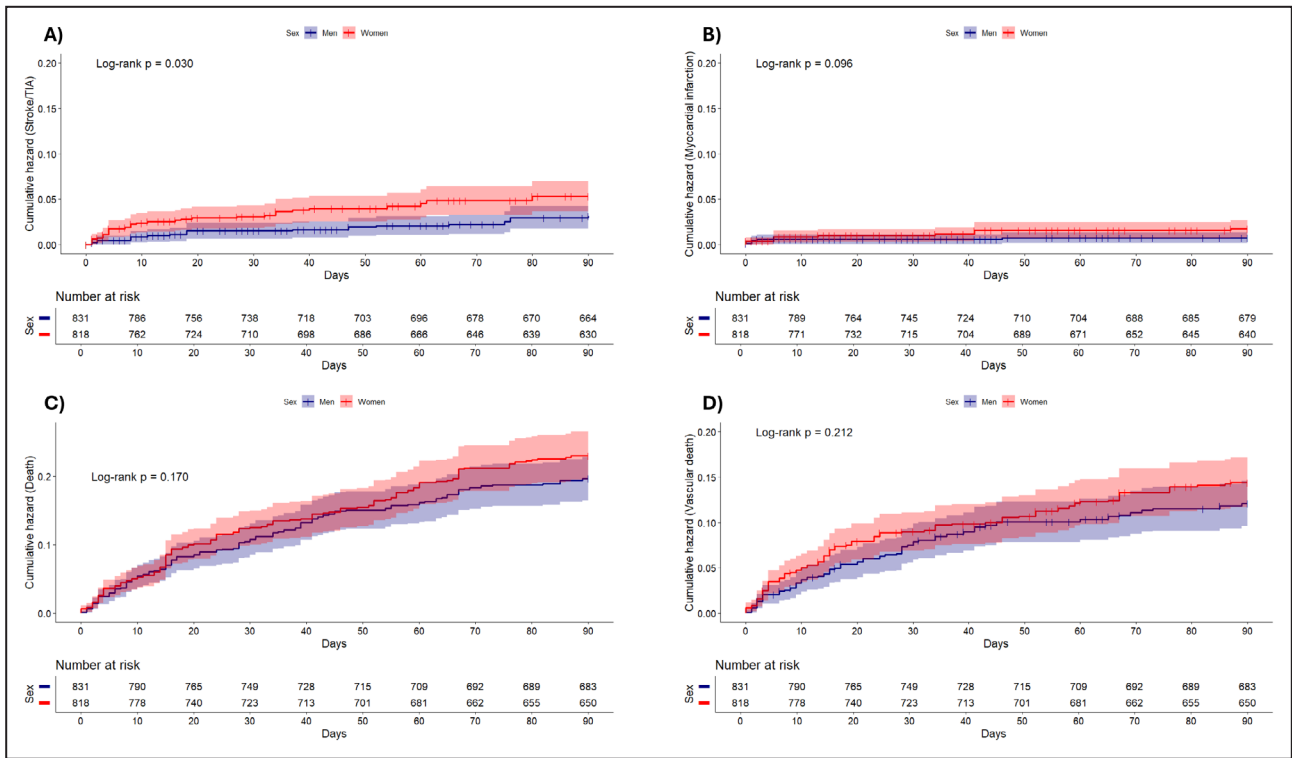 A)
Sex Men Women
Log-rank p = 0.030
Cumulative hazard (Stroke/TIA)
0.20
0.15
0.10
0.05
0.00
0 10 20 30 40 50 60 70 80 90
Days
Number at risk
Sex
831 786 756 738 718 703 696 678 670 664
818 762 724 710 698 686 666 646 639 630
0 10 20 30 40 50 60 70 80 90
Days
B)
Sex Men Women
Log-rank p = 0.096
Cumulative hazard (Myocardial infarction)
0.20
0.15
0.10
0.05
0.00
0 10 20 30 40 50 60 70 80 90
Days
Number at risk
Sex
831 789 764 745 724 710 704 688 685 679
818 771 732 715 704 689 671 652 645 640
0 10 20 30 40 50 60 70 80 90
Days
C)
Sex Men Women
Log-rank p = 0.170
Cumulative hazard (Death)
0.2
0.1
0.0
0 10 20 30 40 50 60 70 80 90
Days
Number at risk
Sex
831 790 765 749 728 715 709 692 689 683
818 778 740 723 713 701 681 662 655 650
0 10 20 30 40 50 60 70 80 90
Days
D)
Sex Men Women
Log-rank p = 0.212
Cumulative hazard (Vascular death)
0.20
0.15
0.10
0.05
0.00
0 10 20 30 40 50 60 70 80 90
Days
Number at risk
Sex
831 790 765 749 728 715 709 692 689 683
818 778 740 723 713 701 681 662 655 650
0 10 20 30 40 50 60 70 80 90
Days